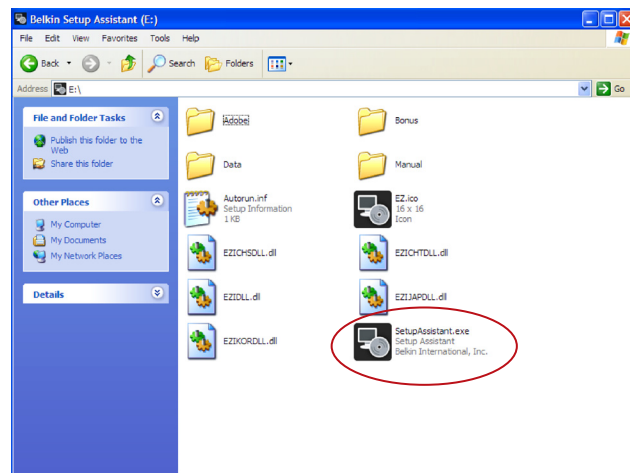 Belkin Setup Assistant (E:)
File Edit View Favorites Tools Help
Back Search Folders
Address E:\ Go
File and Folder Tasks
Publish this folder to the
Web
Share this folder
Other Places
My Computer
My Documents
My Network Places
Details
Adobe
Bonus
Data
Manual
Autorun.inf
Setup Information
1 KB
EZ.ico
16 x 16
Icon
EZICHSDLL.dll
EZICHTDLL.dll
EZIDLL.dll
EZIJAPDLL.dll
EZIKORDLL.dll
SetupAssistant.exe
Setup Assistant
Belkin International, Inc.